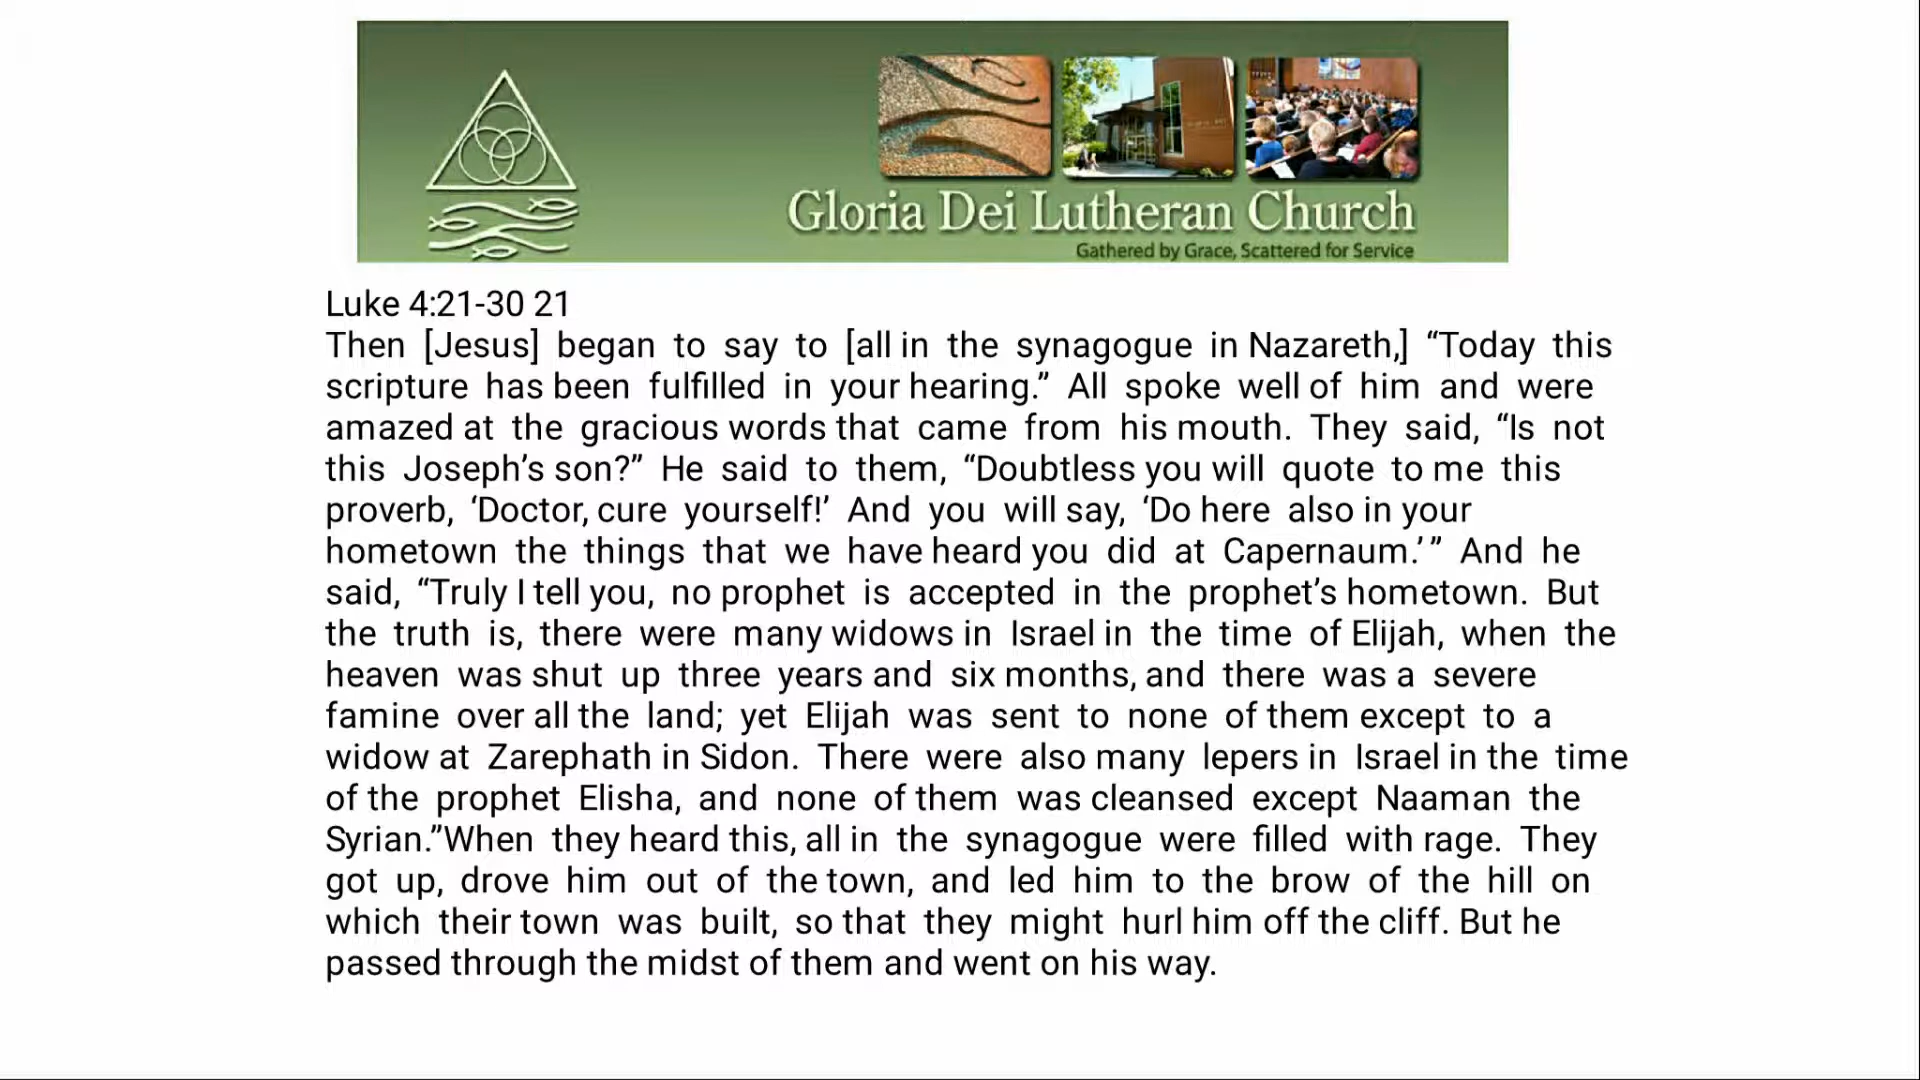 Gloria Dei Lutheran Church
Gathered by Grace, Scattered for Service
Luke 4:21-30 21
Then [Jesus] began to say to [all in the synagogue in Nazareth,] “Today this
scripture has been fulfilled in your hearing.” All spoke well of him and were
amazed at the gracious words that came from his mouth. They said, “Is not
this Joseph’s son?” He said to them, “Doubtless you will quote to me this
proverb, ‘Doctor, cure yourself!’ And you will say, ‘Do here also in your
hometown the things that we have heard you did at Capernaum.’” And he
said, “Truly I tell you, no prophet is accepted in the prophet’s hometown. But
the truth is, there were many widows in Israel in the time of Elijah, when the
heaven was shut up three years and six months, and there was a severe
famine over all the land; yet Elijah was sent to none of them except to a
widow at Zarephath in Sidon. There were also many lepers in Israel in the time
of the prophet Elisha, and none of them was cleansed except Naaman the
Syrian.”When they heard this, all in the synagogue were filled with rage. They
got up, drove him out of the town, and led him to the brow of the hill on
which their town was built, so that they might hurl him off the cliff. But he
passed through the midst of them and went on his way.